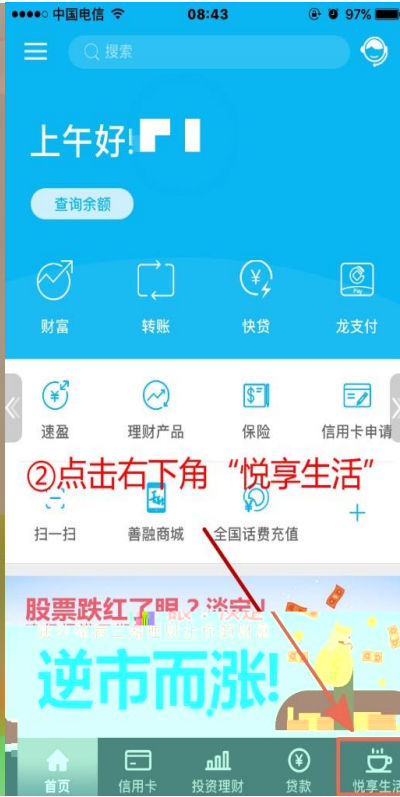 中国电信 08:43 97%
搜索
上午好!
查询余额
财富 转账 快贷 龙支付
Pay
速盈 理财产品 保险 信用卡申请
②点击右下角“悦享生活”
扫一扫 善融商城 全国话费充值
股票跌红了眼?淡定!
逆市而涨!
首页 信用卡 投资理财 贷款 悦享生活